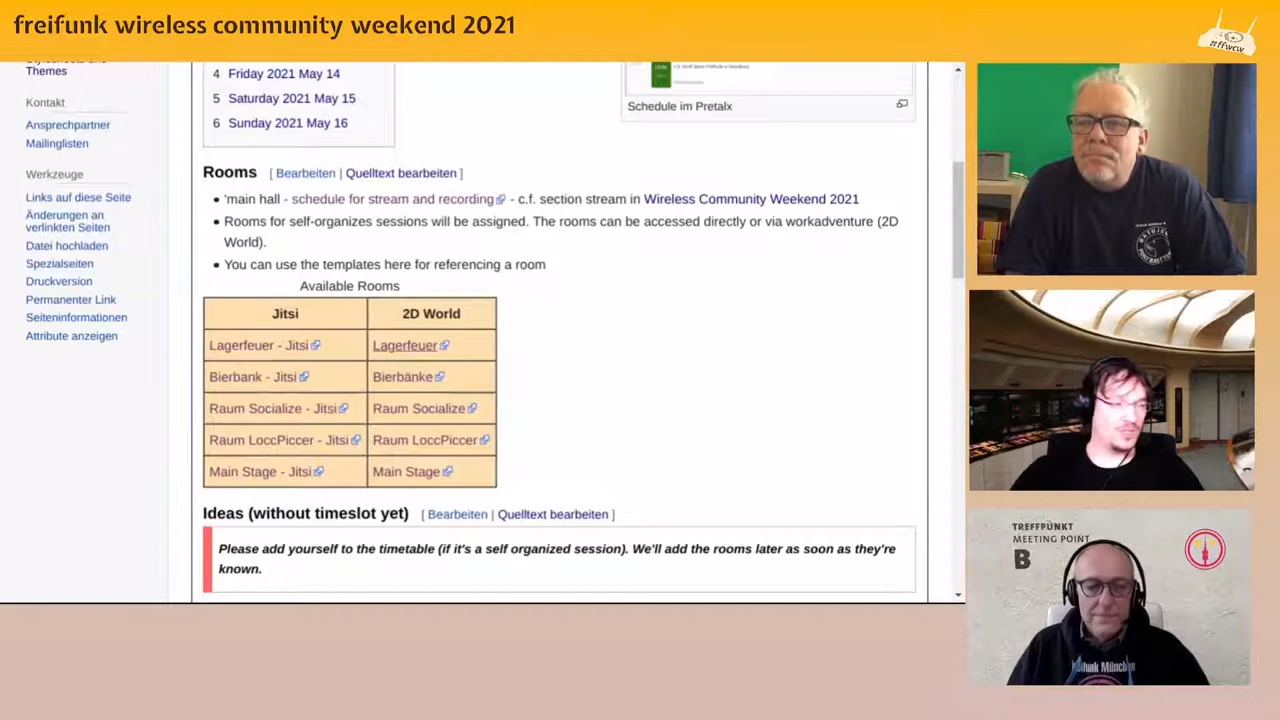 freifunk wireless community weekend 2021
#ffwcw
Themes
Kontakt
Ansprechpartner
Mailinglisten
Werkzeuge
Links auf diese Seite
Änderungen an
verlinkten Seiten
Datei hochladen
Spezialseiten
Druckversion
Permanenter Link
Seiteninformationen
Attribute anzeigen
4 Friday 2021 May 14
5 Saturday 2021 May 15
6 Sunday 2021 May 16
Schedule im Pretalx
Rooms [ Bearbeiten | Quelltext bearbeiten ]
'main hall - schedule for stream and recording - c.f. section stream in Wireless Community Weekend 2021
Rooms for self-organizes sessions will be assigned. The rooms can be accessed directly or via workadventure (2D
World).
You can use the templates here for referencing a room
Available Rooms
Jitsi 2D World
Lagerfeuer - Jitsi Lagerfeuer
Bierbank - Jitsi Bierbänke
Raum Socialize - Jitsi Raum Socialize
Raum LoccPiccer - Jitsi Raum LoccPiccer
Main Stage - Jitsi Main Stage
Ideas (without timeslot yet) [ Bearbeiten | Quelltext bearbeiten ]
Please add yourself to the timetable (if it's a self organized session). We'll add the rooms later as soon as they're
known.
TREFFPUNKT
MEETING POINT
B
freifunk München